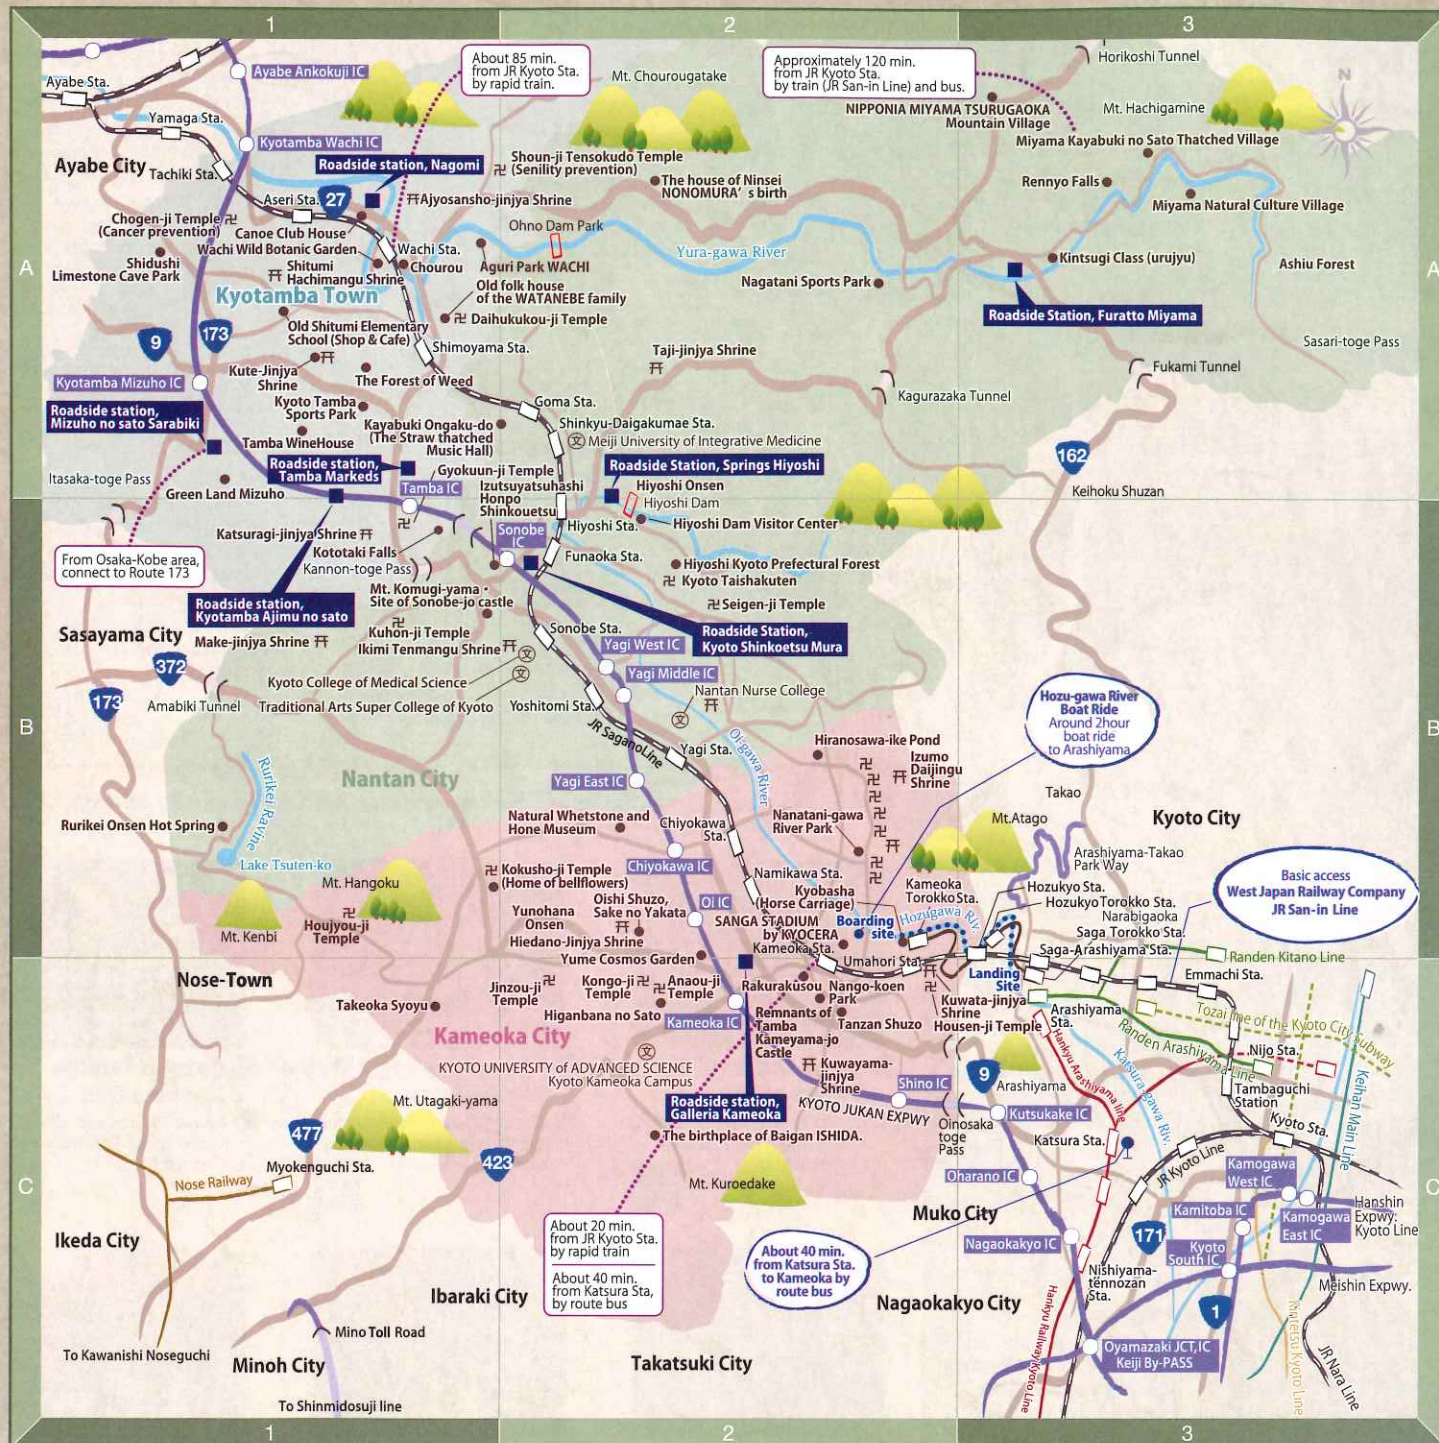 1
2
3
Ayabe Sta.
Ayabe Ankokuji IC
About 85 min.
from JR Kyoto Sta.
by rapid train.
Mt. Chourougatake
Approximately 120 min.
from JR Kyoto Sta.
by train (JR San-in Line) and bus.
Horikoshi Tunnel
N
NIPPONIA MIYAMA TSURUGAOKA
Mountain Village
Mt. Hachigamine
Yamaga Sta.
Kyotamba Wachi IC
Miyama Kayabuki no Sato Thatched Village
Ayabe City
Tachiki Sta.
Roadside station, Nagomi
Shoun-ji Tensokudo Temple
(Senility prevention)
The house of Ninsei
NONOMURA's birth
Rennyo Falls
Miyama Natural Culture Village
Aseri Sta.
27
Ajyosansho-jinjya Shrine
Chogen-ji Temple
(Cancer prevention)
Canoe Club House
Wachi Wild Botanic Garden
Wachi Sta.
Ohno Dam Park
Yura-gawa River
Kintsugi Class (urujyu)
Ashiu Forest
A
A
Shidushi
Limestone Cave Park
Shitumi
Hachimangu Shrine
Chourou
Aguri Park WACHI
Nagatani Sports Park
Kyotamba Town
Old folk house
of the WATANEBE family
Daihukukou-ji Temple
Roadside Station, Furatto Miyama
9
173
Old Shitumi Elementary
School (Shop & Cafe)
Shimoyama Sta.
Taji-jinjya Shrine
Sasari-toge Pass
Kute-Jinjya
Shrine
The Forest of Weed
Fukami Tunnel
Kyotamba Mizuho IC
Kagurazaka Tunnel
Roadside station,
Mizuho no sato Sarabiki
Kyoto Tamba
Sports Park
Goma Sta.
Kayabuki Ongaku-do
(The Straw thatched
Music Hall)
Shinkyu-Daigakumae Sta.
文
Meiji University of Integrative Medicine
Tamba WineHouse
162
Roadside station,
Tamba Markeds
Gyokuun-ji Temple
Roadside Station, Springs Hiyoshi
Itasaka-toge Pass
Green Land Mizuho
Tamba IC
Izutsuyatsuhashi
Honpo
Shinkouetsu
Hiyoshi Onsen
Hiyoshi Dam
Keihoku Shuzan
Katsuragi-jinjya Shrine
Sonobe
IC
Hiyoshi Sta.
Hiyoshi Dam Visitor Center
Kototaki Falls
Kannon-toge Pass
Funaoka Sta.
Hiyoshi Kyoto Prefectural Forest
Kyoto Taishakuten
From Osaka-Kobe area,
connect to Route 173
Mt. Komugi-yama・
Site of Sonobe-jo castle
Seigen-ji Temple
Roadside station,
Kyotamba Ajimu no sato
Sasayama City
Make-jinjya Shrine
Kuhon-ji Temple
Ikimi Tenmangu Shrine
Sonobe Sta.
Roadside Station,
Kyoto Shinkoetsu Mura
文
Yagi West IC
372
Kyoto College of Medical Science
文
Yagi Middle IC
173
Amabiki Tunnel
Traditional Arts Super College of Kyoto
Yoshitomi Sta.
Nantan Nurse College
文
Hozu-gawa River
Boat Ride
Around 2hour
boat ride
to Arashiyama
B
B
JR SaganoLine
Yagi Sta.
Oi-gawa River
Hiranosawa-ike Pond
Izumo
Daijingu
Shrine
Nantan City
Yagi East IC
Rurikei Ravine
Takao
Natural Whetstone and
Hone Museum
Chiyokawa
Sta.
Nanatani-gawa
River Park
Mt.Atago
Kyoto City
Rurikei Onsen Hot Spring
Lake Tsuten-ko
Chiyokawa IC
Arashiyama-Takao
Park Way
Kokusho-ji Temple
(Home of bellflowers)
Namikawa Sta.
Basic access
West Japan Railway Company
JR San-in Line
Mt. Hangoku
Oishi Shuzo,
Sake no Yakata
Oi IC
Kyobasha
(Horse Carriage)
Kameoka
Torokko Sta.
Hozukyo Sta.
Hozukyo Torokko Sta.
Yunohana
Onsen
SANGA STADIUM
by KYOCERA
Boarding
site
Hozugawa Riv.
Narabigaoka
Saga Torokko Sta.
Mt. Kenbi
Houjyou-ji
Temple
Hiedano-Jinjya Shrine
Kameoka Sta.
Saga-Arashiyama Sta.
Yume Cosmos Garden
Umahori Sta.
Randen Kitano Line
Nose-Town
Landing
Site
Emmachi Sta.
Jinzou-ji
Temple
Kongo-ji
Temple
Anaou-ji
Temple
Rakurakusou
Nango-koen
Park
Kuwata-jinjya
Shrine
Takeoka Syoyu
Higanbana no Sato
Arashiyama
Sta.
Tozai line of the Kyoto City Subway
Kameoka City
Kameoka IC
Remnants of
Tamba
Kameyama-jo
Castle
Tanzan Shuzo
Housen-ji Temple
Randen Arashiyama Line
Nijo Sta.
文
KYOTO UNIVERSITY of ADVANCED SCIENCE
Kyoto Kameoka Campus
Kuwayama-
jinjya
Shrine
9
Arashiyama
Hankyu Arashiyama line
Katsura-gawa Riv.
Tambaguchi
Station
Keihan Main Line
Shino IC
Mt. Utagaki-yama
Roadside station,
Galleria Kameoka
KYOTO JUKAN EXPWY
Kutsukake IC
Oinosaka
toge
Pass
Kyoto Sta.
477
The birthplace of Baigan ISHIDA.
Katsura Sta.
423
Myokenguchi Sta.
JR Kyoto Line
Kamogawa
West IC
C
C
Nose Railway
Mt. Kuroedake
Oharano IC
Muko City
Kamitoba IC
Kamogawa
East IC
Hanshin
Expwy.
Kyoto Line
Ikeda City
About 20 min.
from JR Kyoto Sta.
by rapid train
About 40 min.
from Katsura Sta,
by route bus
About 40 min.
from Katsura Sta.
to Kameoka by
route bus
Nagaokakyo IC
171
Kyoto
South IC
Nishiyama-
tennozan
Sta.
Meishin Expwy.
Ibaraki City
Nagaokakyo City
1
Hankyu Railway Kyoto Line
Kintetsu Kyoto Line
Mino Toll Road
To Kawanishi Noseguchi
Minoh City
Takatsuki City
Oyamazaki JCT, IC
Keiji By-PASS
JR Nara Line
To Shinmidosuji line
1
2
3